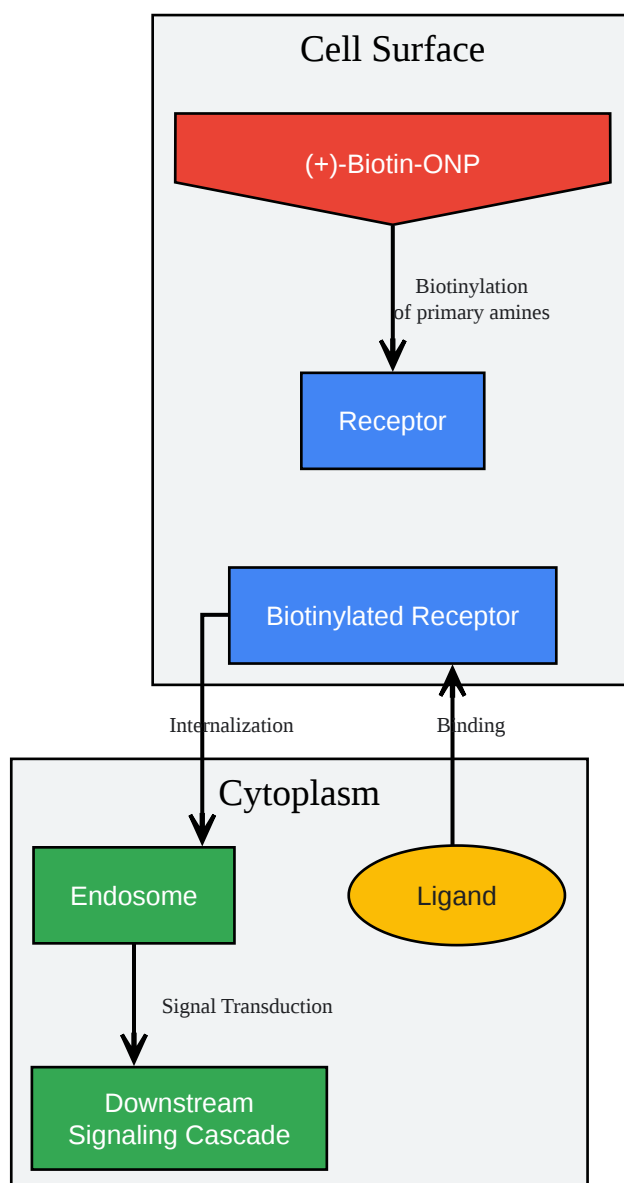 Cell Surface
(+)-Biotin-ONP
Biotinylation
of primary amines
Receptor
Biotinylated Receptor
Internalization
Binding
Cytoplasm
Endosome
Ligand
Signal Transduction
Downstream
Signaling Cascade